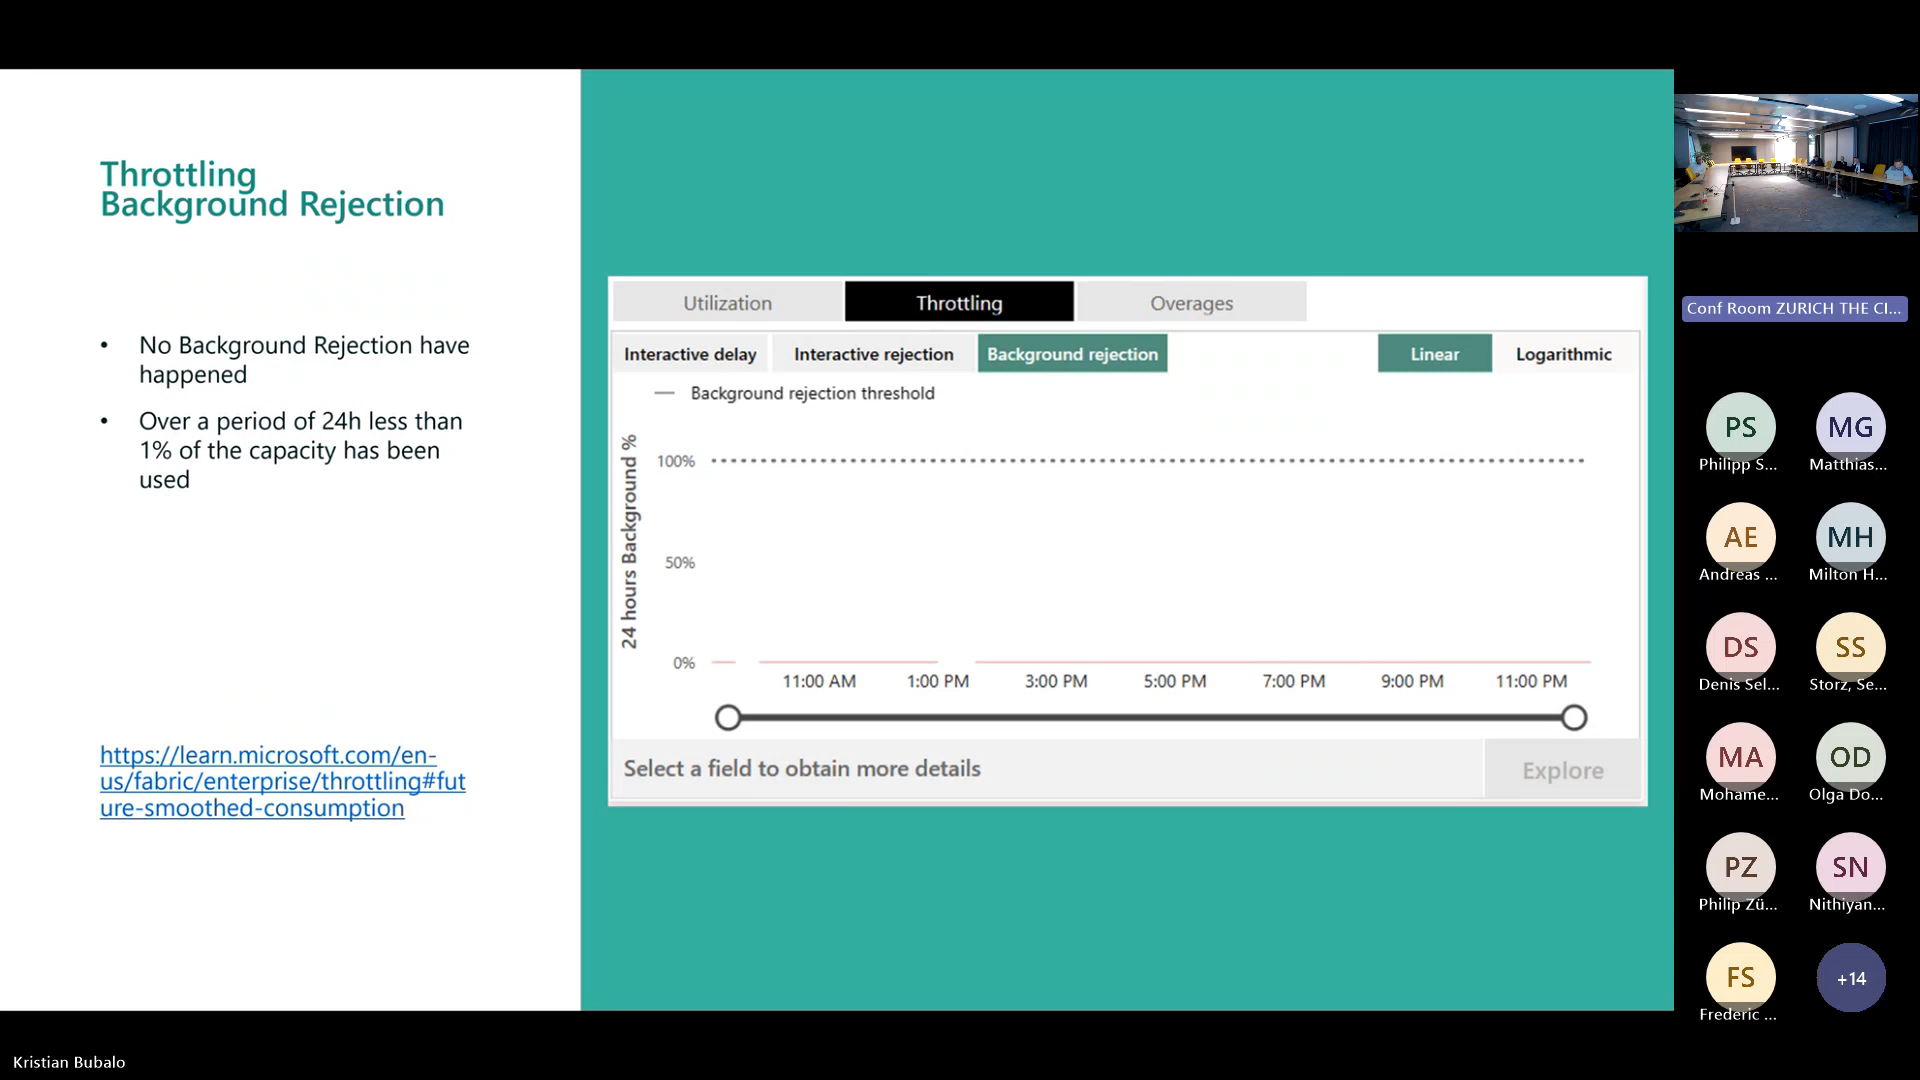 Throttling
Background Rejection
• No Background Rejection have
happened
• Over a period of 24h less than
1% of the capacity has been
used
https://learn.microsoft.com/en-
us/fabric/enterprise/throttling#fut
ure-smoothed-consumption
Utilization
Throttling
Overages
Interactive delay
Interactive rejection
Background rejection
Linear
Logarithmic
Background rejection threshold
24 hours Background %
100%
50%
0%
11:00 AM
1:00 PM
3:00 PM
5:00 PM
7:00 PM
9:00 PM
11:00 PM
Select a field to obtain more details
Explore
Conf Room ZURICH THE CI...
PS
Philipp S...
MG
Matthias...
AE
Andreas ...
MH
Milton H...
DS
Denis Sel...
SS
Storz, Se...
MA
Mohame...
OD
Olga Do...
PZ
Philip Zü...
SN
Nithiyan...
FS
Frederic ...
+14
Kristian Bubalo